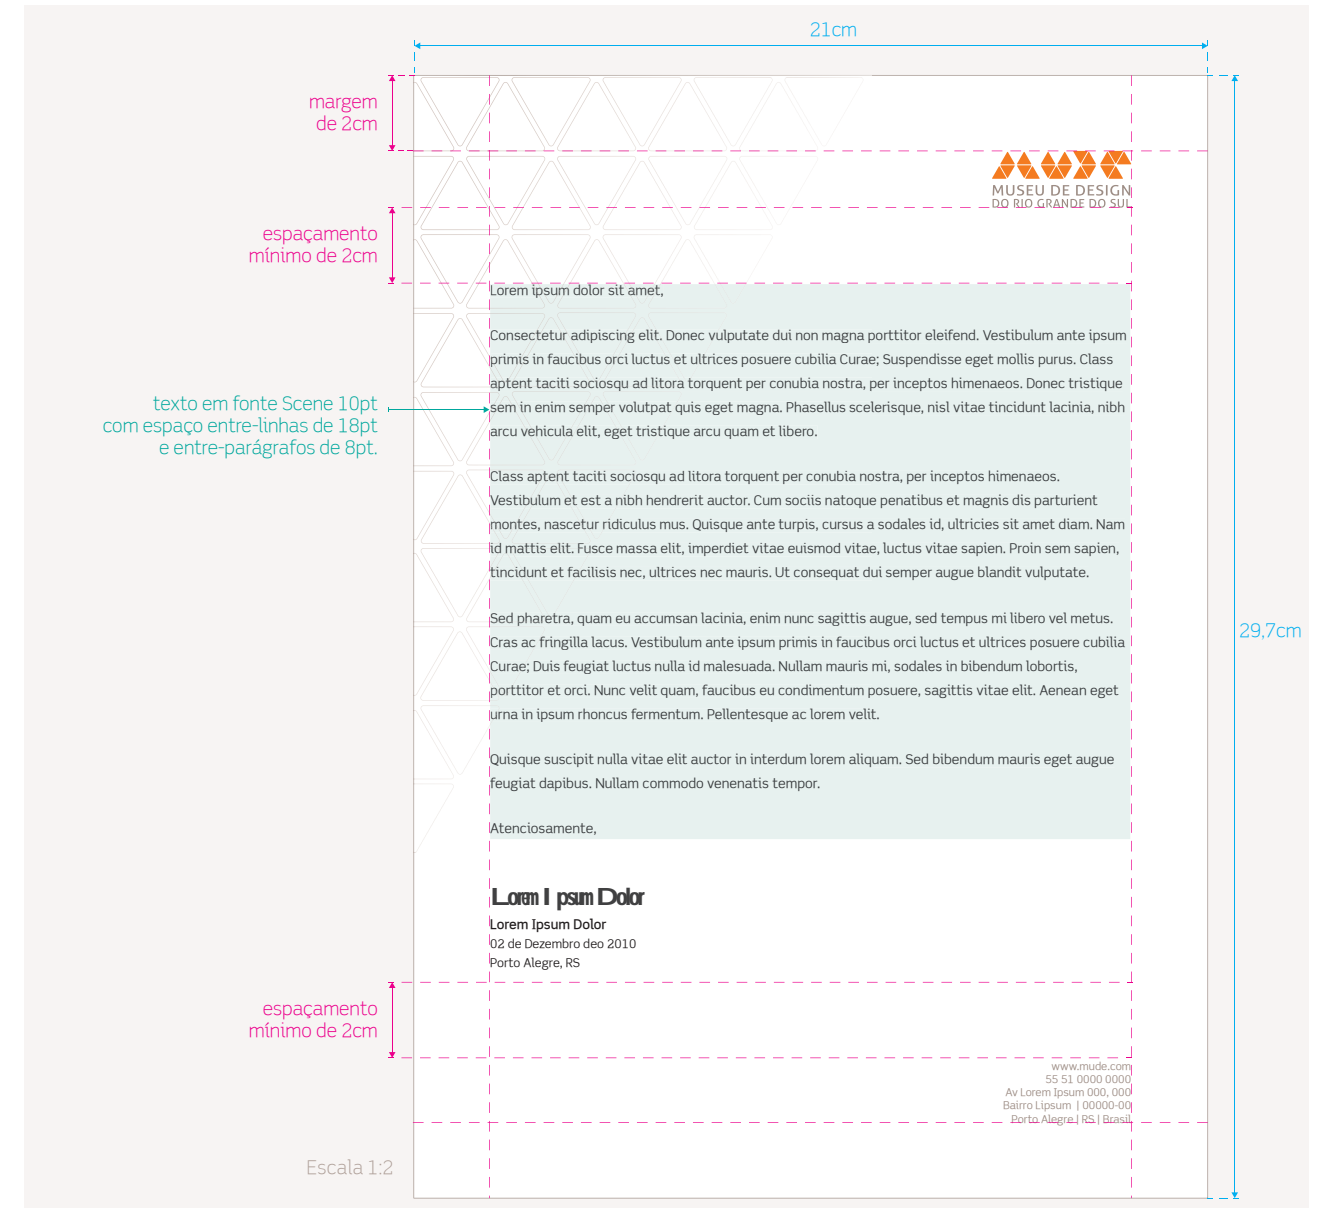 21cm
margem
de 2cm
MUSEU DE DESIGN
DO RIO GRANDE DO SUL
espaçamento
mínimo de 2cm
Lorem ipsum dolor sit amet,
Consectetur adipiscing elit. Donec vulputate dui non magna porttitor eleifend. Vestibulum ante ipsum
primis in faucibus orci luctus et ultrices posuere cubilia Curae; Suspendisse eget mollis purus. Class
aptent taciti sociosqu ad litora torquent per conubia nostra, per inceptos himenaeos. Donec tristique
sem in enim semper volutpat quis eget magna. Phasellus scelerisque, nisl vitae tincidunt lacinia, nibh
arcu vehicula elit, eget tristique arcu quam et libero.
texto em fonte Scene 10pt
com espaço entre-linhas de 18pt
e entre-parágrafos de 8pt.
Class aptent taciti sociosqu ad litora torquent per conubia nostra, per inceptos himenaeos.
Vestibulum et est a nibh hendrerit auctor. Cum sociis natoque penatibus et magnis dis parturient
montes, nascetur ridiculus mus. Quisque ante turpis, cursus a sodales id, ultricies sit amet diam. Nam
id mattis elit. Fusce massa elit, imperdiet vitae euismod vitae, luctus vitae sapien. Proin sem sapien,
tincidunt et facilisis nec, ultrices nec mauris. Ut consequat dui semper augue blandit vulputate.
Sed pharetra, quam eu accumsan lacinia, enim nunc sagittis augue, sed tempus mi libero vel metus.
Cras ac fringilla lacus. Vestibulum ante ipsum primis in faucibus orci luctus et ultrices posuere cubilia
Curae; Duis feugiat luctus nulla id malesuada. Nullam mauris mi, sodales in bibendum lobortis,
porttitor et orci. Nunc velit quam, faucibus eu condimentum posuere, sagittis vitae elit. Aenean eget
urna in ipsum rhoncus fermentum. Pellentesque ac lorem velit.
29,7cm
Quisque suscipit nulla vitae elit auctor in interdum lorem aliquam. Sed bibendum mauris eget augue
feugiat dapibus. Nullam commodo venenatis tempor.
Atenciosamente,
Lorem Ipsum Dolor
Lorem Ipsum Dolor
02 de Dezembro deo 2010
Porto Alegre, RS
espaçamento
mínimo de 2cm
www.mude.com
55 51 0000 0000
Av Lorem Ipsum 000, 000
Bairro Lipsum | 00000-00
Porto Alegre | RS | Brasil
Escala 1:2